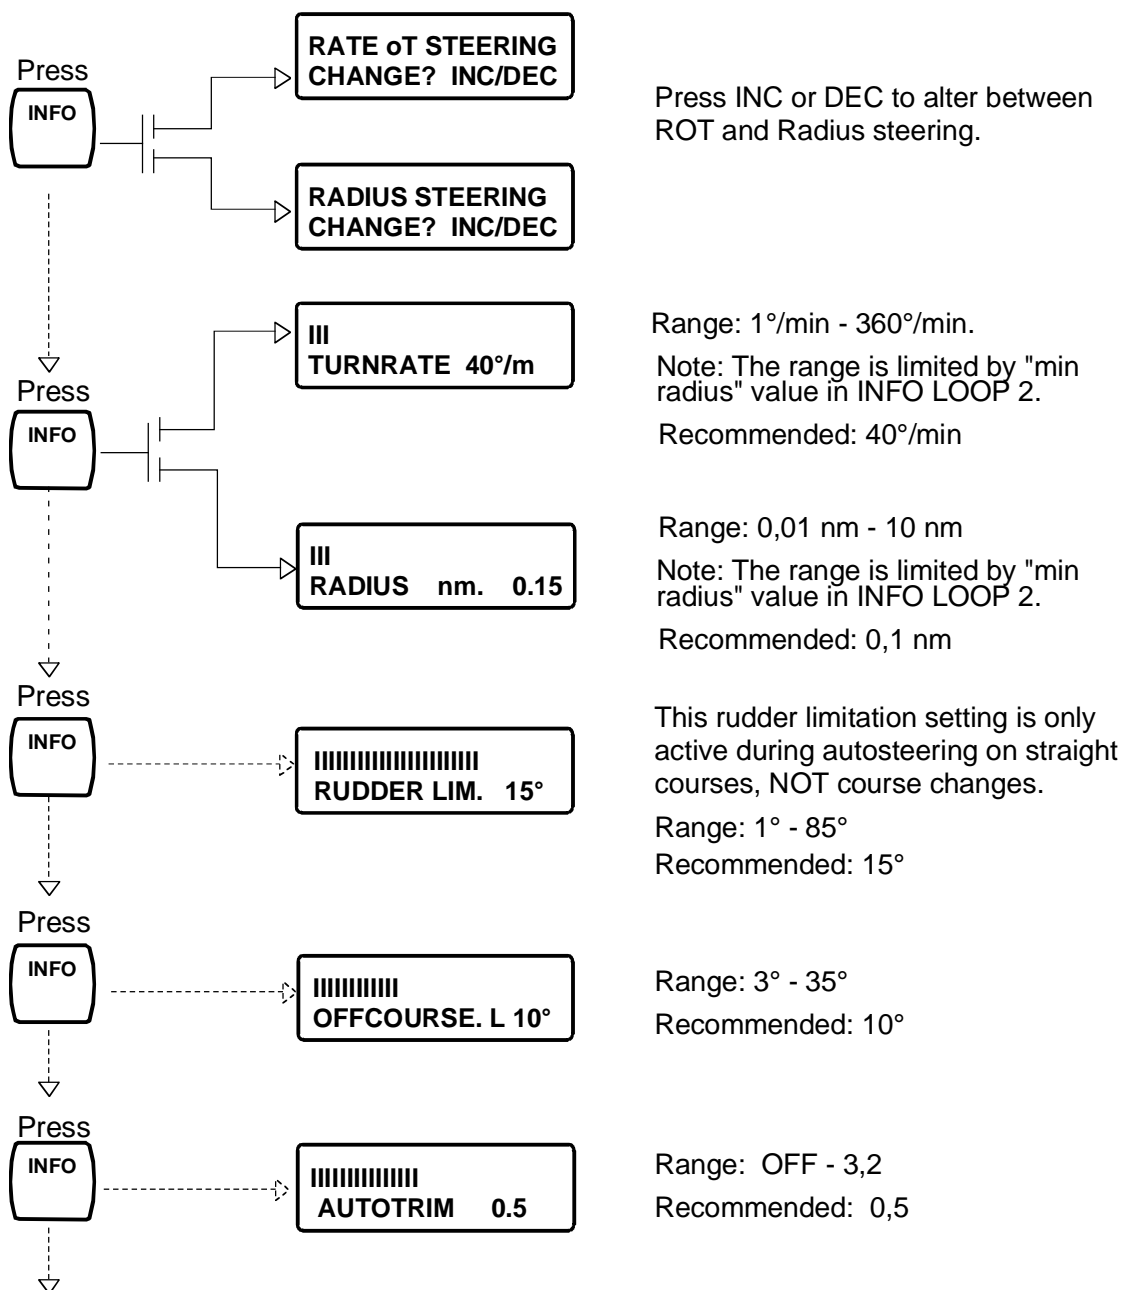 Press
INFO
RATE oT STEERING
CHANGE? INC/DEC
Press INC or DEC to alter between
ROT and Radius steering.
RADIUS STEERING
CHANGE? INC/DEC
Press
INFO
III
TURNRATE 40°/m
Range: 1°/min - 360°/min.
Note: The range is limited by "min
radius" value in INFO LOOP 2.
Recommended: 40°/min
III
RADIUS nm. 0.15
Range: 0,01 nm - 10 nm
Note: The range is limited by "min
radius" value in INFO LOOP 2.
Recommended: 0,1 nm
Press
INFO
IIIIIIIIIIIIIIIIIIIIIII
RUDDER LIM. 15°
This rudder limitation setting is only
active during autosteering on straight
courses, NOT course changes.
Range: 1° - 85°
Recommended: 15°
Press
INFO
IIIIIIIIIIII
OFFCOURSE. L 10°
Range: 3° - 35°
Recommended: 10°
Press
INFO
IIIIIIIIIIIIIII
AUTOTRIM 0.5
Range: OFF - 3,2
Recommended: 0,5